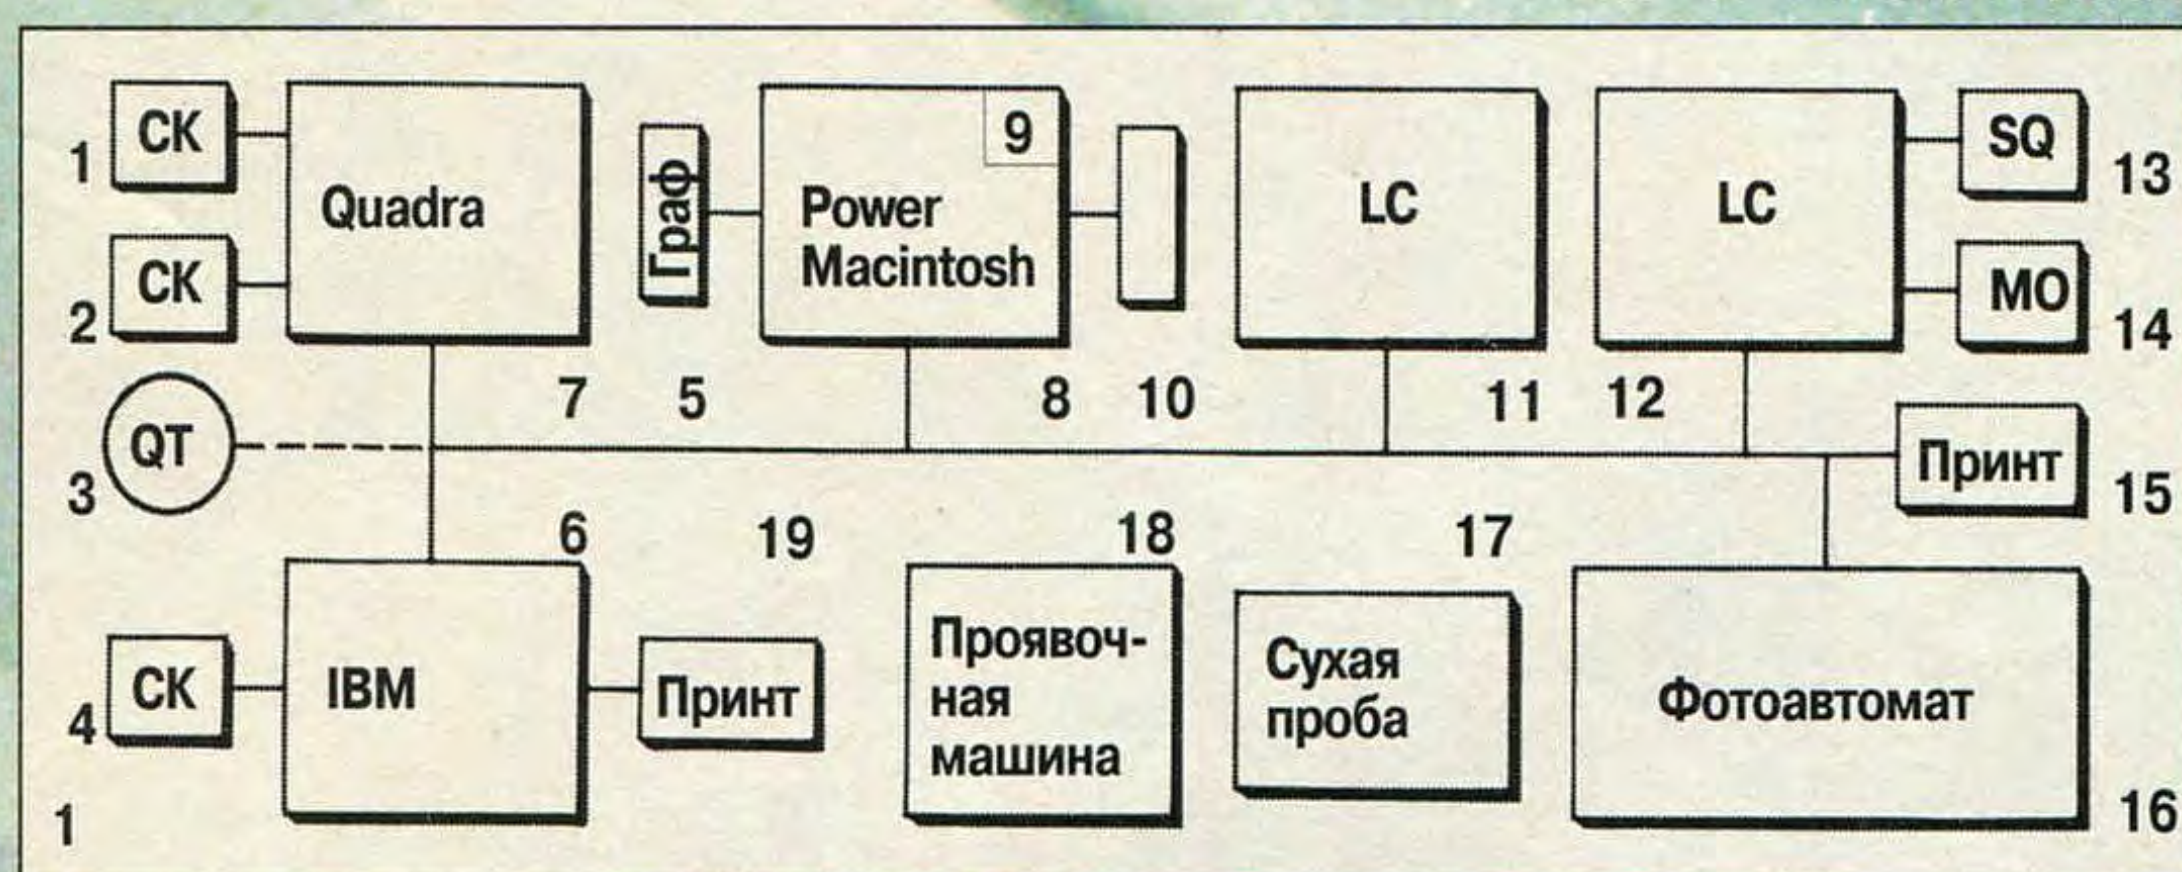 1
СК
Quadra
2
СК
3
QT
7
5
Граф
9
Power
Macintosh
8
10
LC
11
LC
12
SQ
13
МО
14
Принт
15
6
19
18
17
4
СК
IBM
Принт
Проявоч-
ная
машина
Сухая
проба
Фотоавтомат
16
1